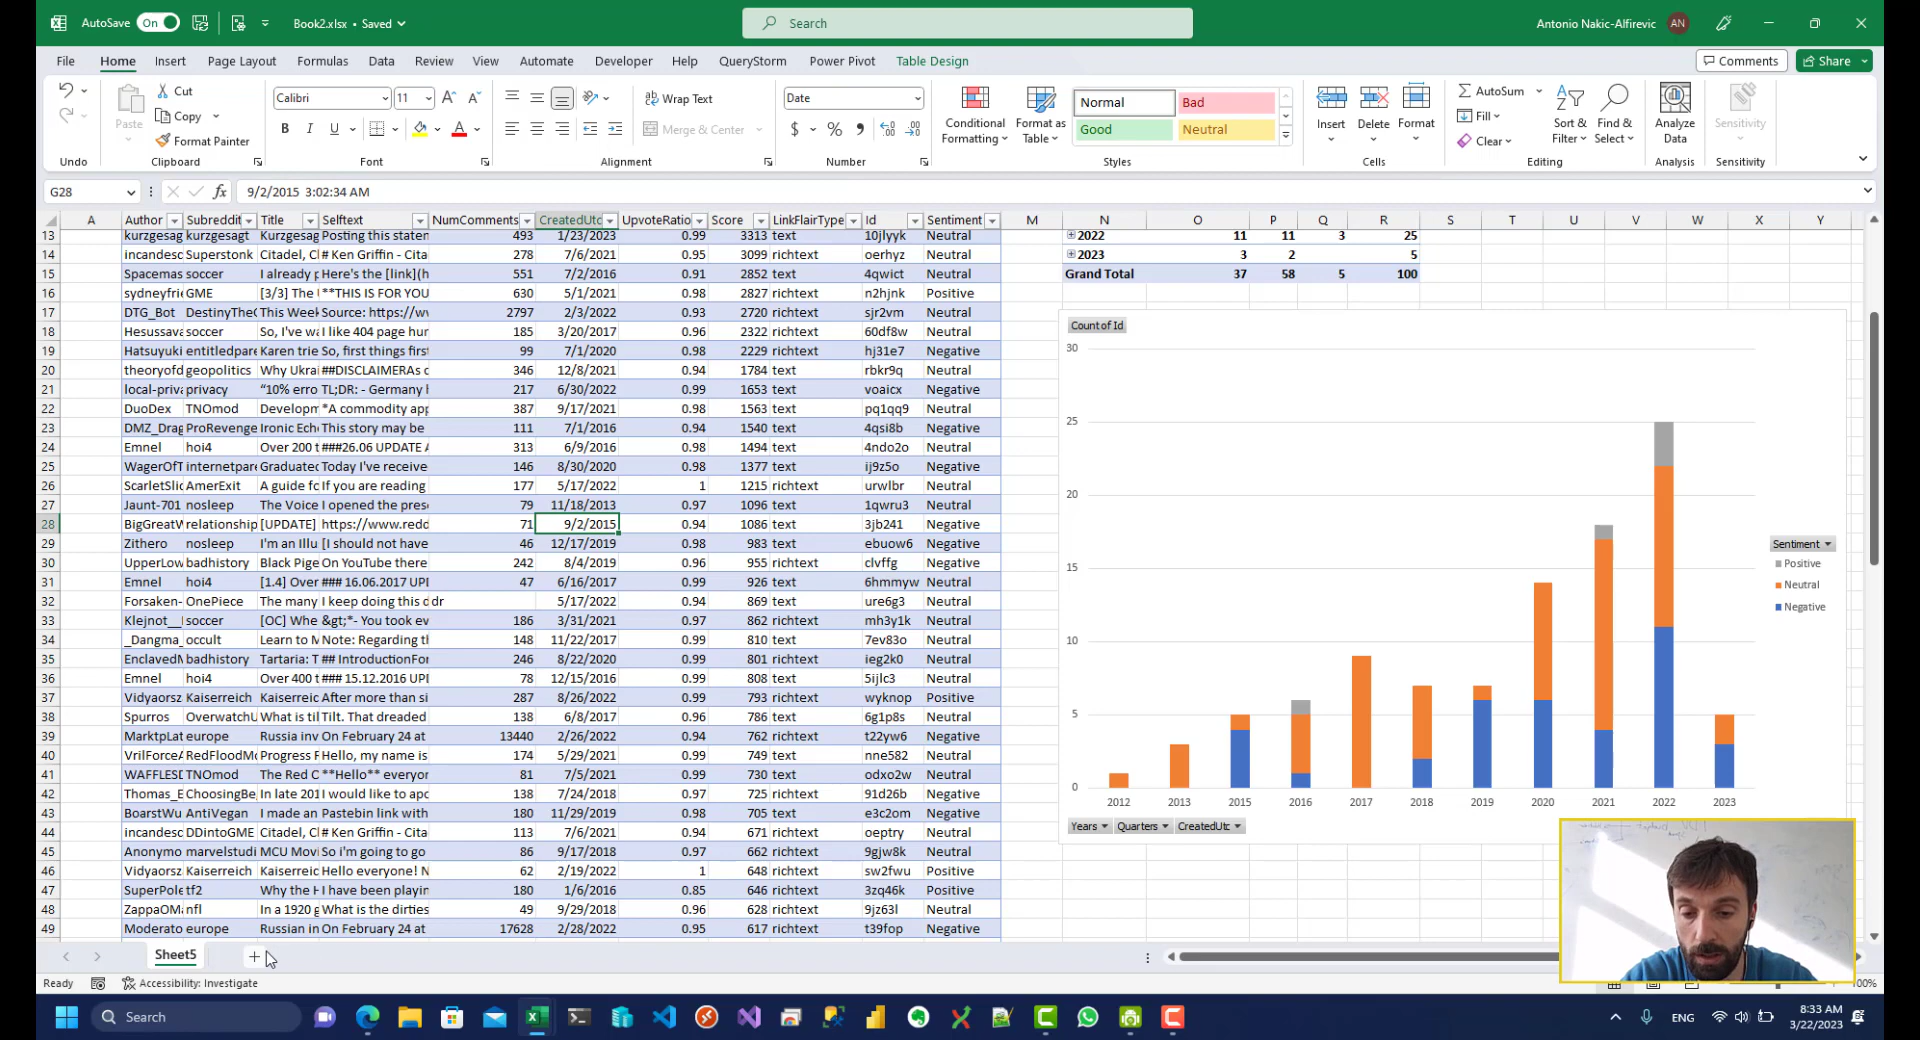 AutoSave On Book2.xlsx • Saved Search Antonio Nakic-Alfirevic AN
File Home Insert Page Layout Formulas Data Review View Automate Developer Help QueryStorm Power Pivot Table Design Comments Share
Cut Calibri 11 Wrap Text Date Normal Bad AutoSum
Paste Copy Merge & Center $ % Conditional Formatting Format as Table Good Neutral Insert Delete Format Fill Sort & Filter Find & Select Analyze Data Sensitivity
Format Painter B I U A Clear
Undo Clipboard Font Alignment Number Styles Cells Editing Analysis Sensitivity
G28 fx 9/2/2015 3:02:34 AM
A Author Subreddit Title Selftext NumComments CreatedUtc UpvoteRatio Score LinkFlairType Id Sentiment M N O P Q R S T U V W X Y
13 kurzgesag kurzgesagt Kurzgesag Posting this staten 493 1/23/2023 0.99 3313 text 10jlyyk Neutral 2022 11 11 3 25
14 incandesc Superstonk Citadel, Cl # Ken Griffin - Cita 278 7/6/2021 0.95 3099 richtext oerhyz Neutral 2023 3 2 5
15 Spacemas soccer I already p Here's the [link](h 551 7/2/2016 0.91 2852 text 4qwict Neutral Grand Total 37 58 5 100
16 sydneyfri GME [3/3] The **THIS IS FOR YOU 630 5/1/2021 0.98 2827 richtext n2hjnk Positive
17 DTG_Bot DestinyThe This Week Source: https://w 2797 2/3/2022 0.93 2720 richtext sjr2vm Neutral
18 Hesussava soccer So, I've wa I like 404 page hur 185 3/20/2017 0.96 2322 richtext 60df8w Neutral
19 Hatsuyuki entitledpare Karen trie So, first things first 99 7/1/2020 0.98 2229 richtext hj31e7 Negative
20 theoryofd geopolitics Why Ukrai ##DISCLAIMERAs c 346 12/8/2021 0.94 1784 text rbkr9q Neutral
21 local-priva privacy “10% erro TL;DR: - Germany h 217 6/30/2022 0.99 1653 text voaicx Negative
22 DuoDex TNOmod Developm *A commodity app 387 9/17/2021 0.98 1563 text pq1qq9 Neutral
23 DMZ_Drag ProRevenge Ironic Eche This story may be 111 7/1/2016 0.94 1540 text 4qsi8b Negative
24 Emnel hoi4 Over 200 t ###26.06 UPDATE A 313 6/9/2016 0.98 1494 text 4ndo2o Neutral
25 WagerOfT internetpare Graduated Today I've receive 146 8/30/2020 0.98 1377 text ij9z5o Negative
26 ScarletSlic AmerExit A guide fo If you are reading 177 5/17/2022 1 1215 richtext urwlbr Neutral
27 Jaunt-701 nosleep The Voice I opened the pres 79 11/18/2013 0.97 1096 text 1qwru3 Neutral
28 BigGreatW relationship [UPDATE] https://www.redd 71 9/2/2015 0.94 1086 text 3jb241 Negative
29 Zithero nosleep I'm an Illu [I should not have 46 12/17/2019 0.98 983 text ebuow6 Negative
30 UpperLow badhistory Black Pige On YouTube there 242 8/4/2019 0.96 955 richtext clvffg Negative
31 Emnel hoi4 [1.4] Over ### 16.06.2017 UPD 47 6/16/2017 0.99 926 text 6hmmyw Neutral
32 Forsaken- OnePiece The many I keep doing this d dr 5/17/2022 0.94 869 text ure6g3 Neutral
33 Klejnot__ soccer [OC] Whe &gt;*- You took ev 186 3/31/2021 0.97 862 richtext mh3y1k Neutral
34 _Dangma_ occult Learn to M Note: Regarding th 148 11/22/2017 0.99 810 text 7ev83o Neutral
35 EnclavedM badhistory Tartaria: T ## IntroductionFor 246 8/22/2020 0.99 801 richtext ieg2k0 Neutral
36 Emnel hoi4 Over 400 t ### 15.12.2016 UPD 78 12/15/2016 0.99 808 text 5ijlc3 Neutral
37 Vidyaorsz Kaiserreich Kaiserreic After more than si 287 8/26/2022 0.99 793 richtext wyknop Positive
38 Spurros OverwatchU What is til Tilt. That dreaded 138 6/8/2017 0.96 786 text 6g1p8s Neutral
39 MarktpLat europe Russia inv On February 24 at 13440 2/26/2022 0.94 762 richtext t22yw6 Negative
40 VrilForceA RedFloodMo Progress R Hello, my name is 174 5/29/2021 0.99 749 text nne582 Neutral
41 WAFFLESD TNOmod The Red C **Hello** everyor 81 7/5/2021 0.99 730 text odxo2w Neutral
42 Thomas_E ChoosingBe In late 201 I would like to apo 138 7/24/2018 0.97 725 richtext 91d26b Neutral
43 BoarstWu AntiVegan I made an Pastebin link with 180 11/29/2019 0.98 705 text e3c2om Negative
44 incandesc DDintoGME Citadel, Cl # Ken Griffin - Cita 113 7/6/2021 0.94 671 richtext oeptry Neutral
45 Anonymo marvelstudi MCU Movi So i'm going to go 86 9/17/2018 0.97 662 richtext 9gjw8k Neutral
46 Vidyaorsz Kaiserreich Kaiserreic Hello everyone! N 62 2/19/2022 1 648 richtext sw2fwu Positive
47 SuperPole tf2 Why the H I have been playin 180 1/6/2016 0.85 646 richtext 3zq46k Positive
48 ZappaOMa nfl In a 1920 g What is the dirties 49 9/29/2018 0.96 628 richtext 9jz63l Neutral
49 Moderato europe Russian in On February 24 at 17628 2/28/2022 0.95 617 richtext t39fop Neutral
Count of Id
30
25
20
15
10
5
0
2012 2013 2015 2016 2017 2018 2019 2020 2021 2022 2023
Sentiment
Positive
Neutral
Negative
Years Quarters CreatedUtc
Sheet5
Ready Accessibility: Investigate 100%
Search ENG 8:33 AM
3/22/2023